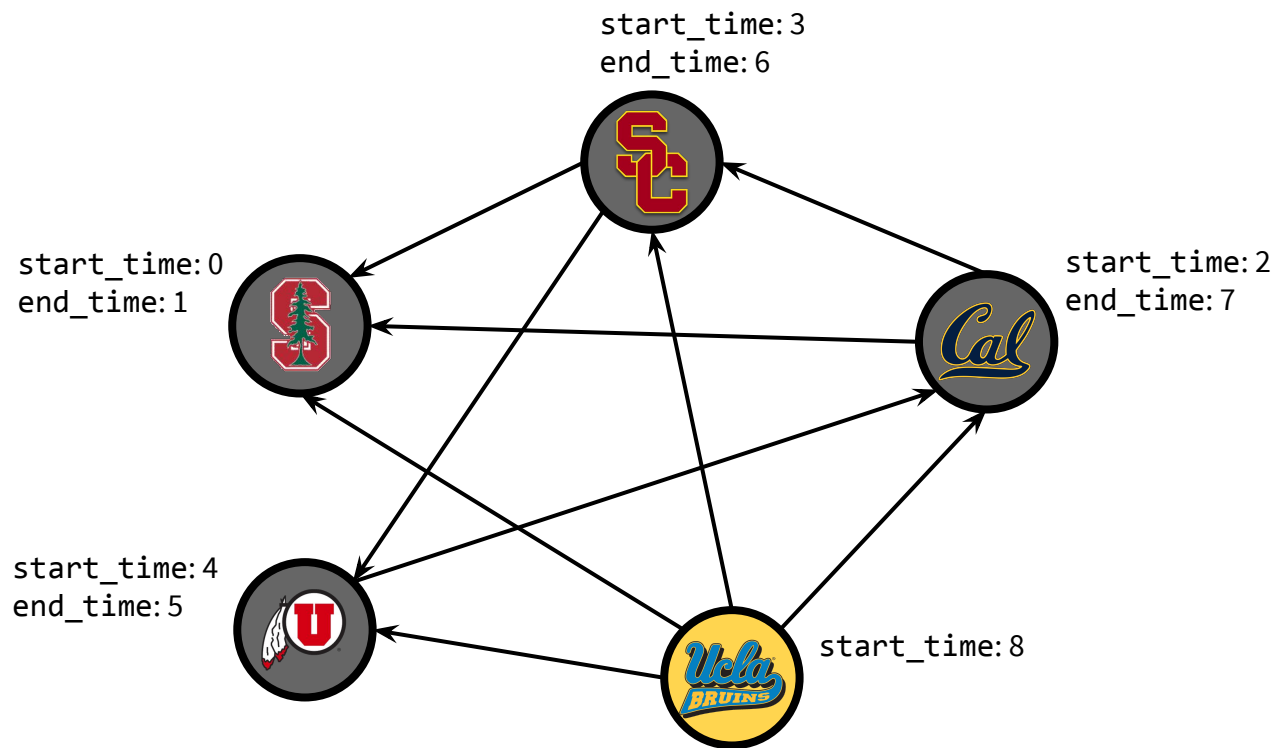 start_time: 3
end_time: 6
SC
start_time: 0
end_time: 1
S
start_time: 2
end_time: 7
Cal
start_time: 4
end_time: 5
U
Ucla
BRUINS
start_time: 8